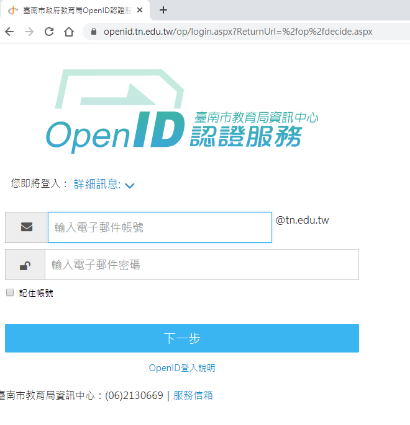 臺南市政府教育局OpenID認證服
openid.tn.edu.tw/op/login.aspx?ReturnUrl=%2fop%2fdecide.aspx
OpenID
臺南市教育局資訊中心
認證服務
您即將登入： 詳細訊息:
輸入電子郵件帳號 @tn.edu.tw
輸入電子郵件密碼
記住帳號
下一步
OpenID登入說明
臺南市教育局資訊中心：(06)2130669 | 服務信箱